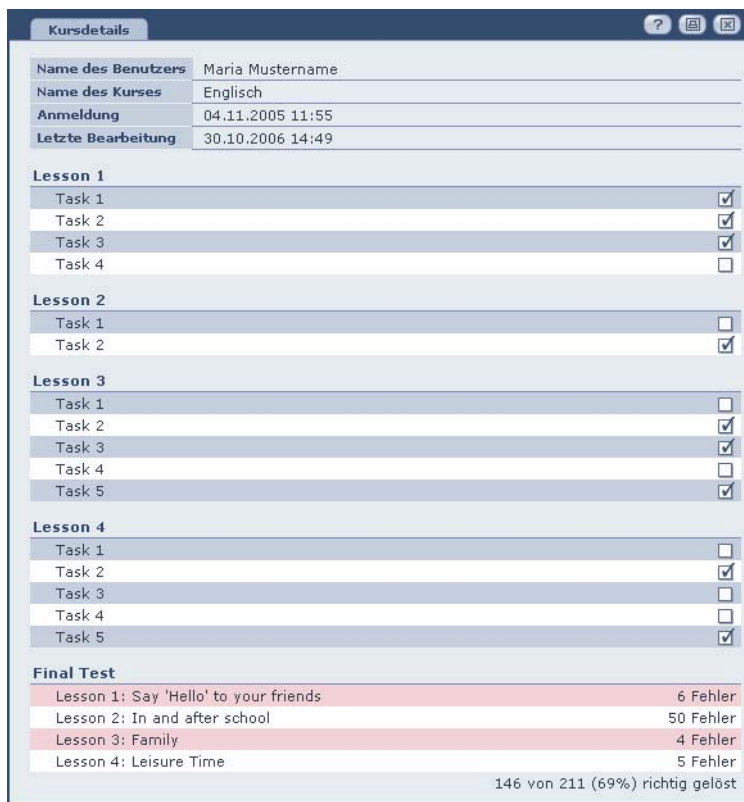 Kursdetails
?
Name des Benutzers Maria Mustername
Name des Kurses Englisch
Anmeldung 04.11.2005 11:55
Letzte Bearbeitung 30.10.2006 14:49
Lesson 1
Task 1
Task 2
Task 3
Task 4
Lesson 2
Task 1
Task 2
Lesson 3
Task 1
Task 2
Task 3
Task 4
Task 5
Lesson 4
Task 1
Task 2
Task 3
Task 4
Task 5
Final Test
Lesson 1: Say 'Hello' to your friends 6 Fehler
Lesson 2: In and after school 50 Fehler
Lesson 3: Family 4 Fehler
Lesson 4: Leisure Time 5 Fehler
146 von 211 (69%) richtig gelöst